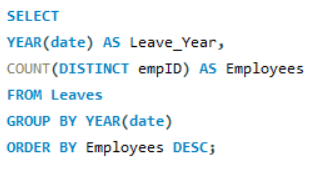 SELECT
YEAR(date) AS Leave_Year,
COUNT(DISTINCT empID) AS Employees
FROM Leaves
GROUP BY YEAR(date)
ORDER BY Employees DESC;